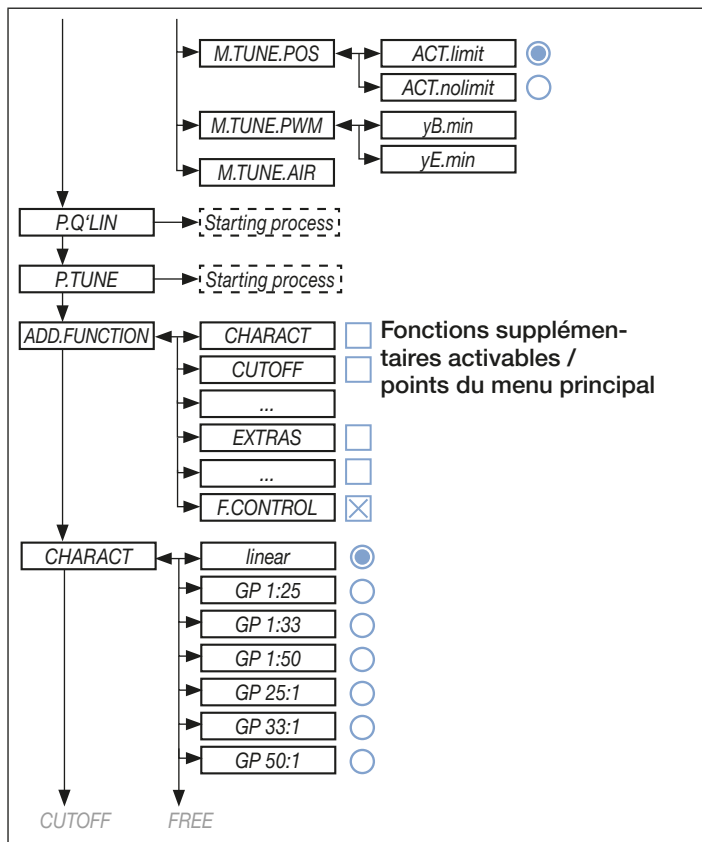 M.TUNE.POS
ACT.limit
ACT.nolimit
M.TUNE.PWM
yB.min
yE.min
M.TUNE.AIR
P.Q'LIN
Starting process
P.TUNE
Starting process
ADD.FUNCTION
CHARACT
CUTOFF
...
EXTRAS
...
F.CONTROL
Fonctions supplémen-
taires activables /
points du menu principal
CHARACT
linear
GP 1:25
GP 1:33
GP 1:50
GP 25:1
GP 33:1
GP 50:1
CUTOFF
FREE